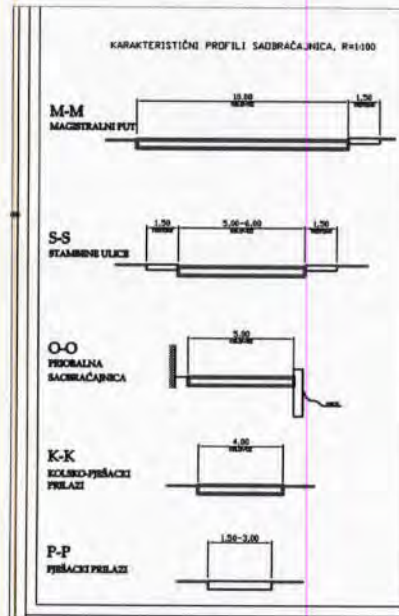 KARAKTERISTIČNI PROFILI SAOBRAĆAJNICA, R=1:100
M-M
MAGISTRALNI PUT
10.00
1.50
S-S
STAMBENE ULICE
1.50
5.00-6.00
1.50
O-O
PRIOBALNA
SAOBRAĆAJNICA
5.00
K-K
KOLSKO-PJEŠAČKI
PRILAZI
4.00
P-P
PJEŠAČKI PRILAZI
1.50-3.00